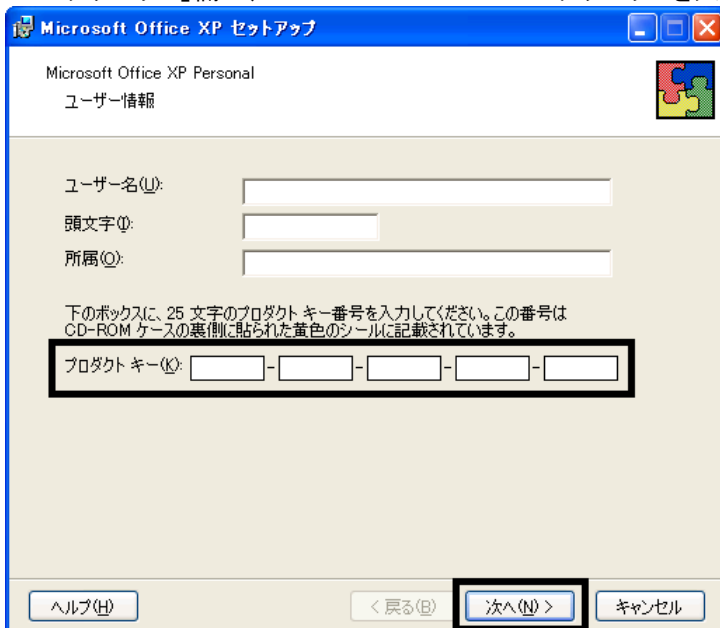 Microsoft Office XP セットアップ
Microsoft Office XP Personal
ユーザー情報
ユーザー名(U):
頭文字(I):
所属(O):
下のボックスに、25 文字のプロダクト キー番号を入力してください。この番号は
CD-ROM ケースの裏側に貼られた黄色のシールに記載されています。
プロダクト キー(K): - - - -
ヘルプ(H) < 戻る(B) 次へ(N) > キャンセル